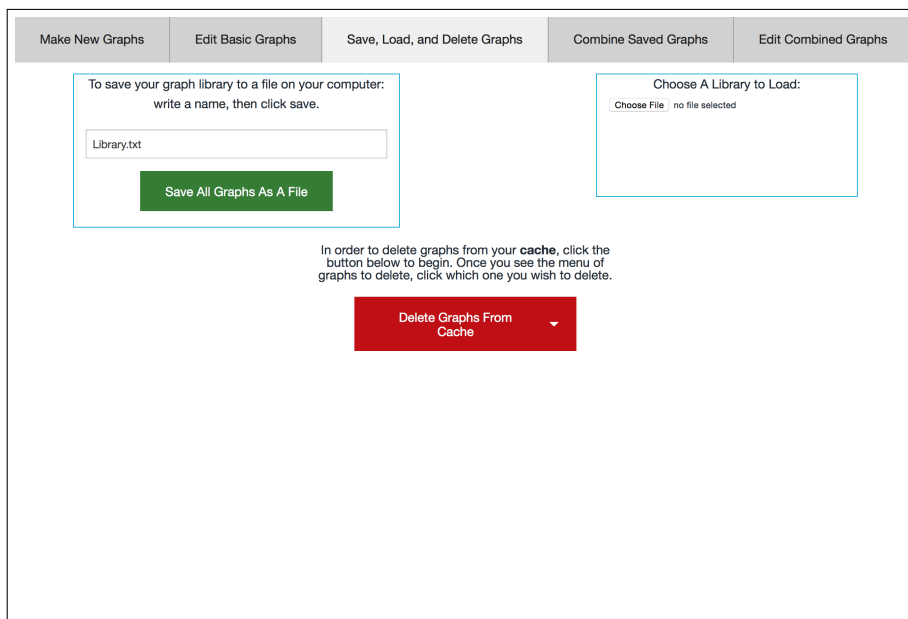 Make New Graphs
Edit Basic Graphs
Save, Load, and Delete Graphs
Combine Saved Graphs
Edit Combined Graphs
To save your graph library to a file on your computer:
write a name, then click save.
Library.txt
Save All Graphs As A File
Choose A Library to Load:
Choose File no file selected
In order to delete graphs from your cache, click the
button below to begin. Once you see the menu of
graphs to delete, click which one you wish to delete.
Delete Graphs From
Cache